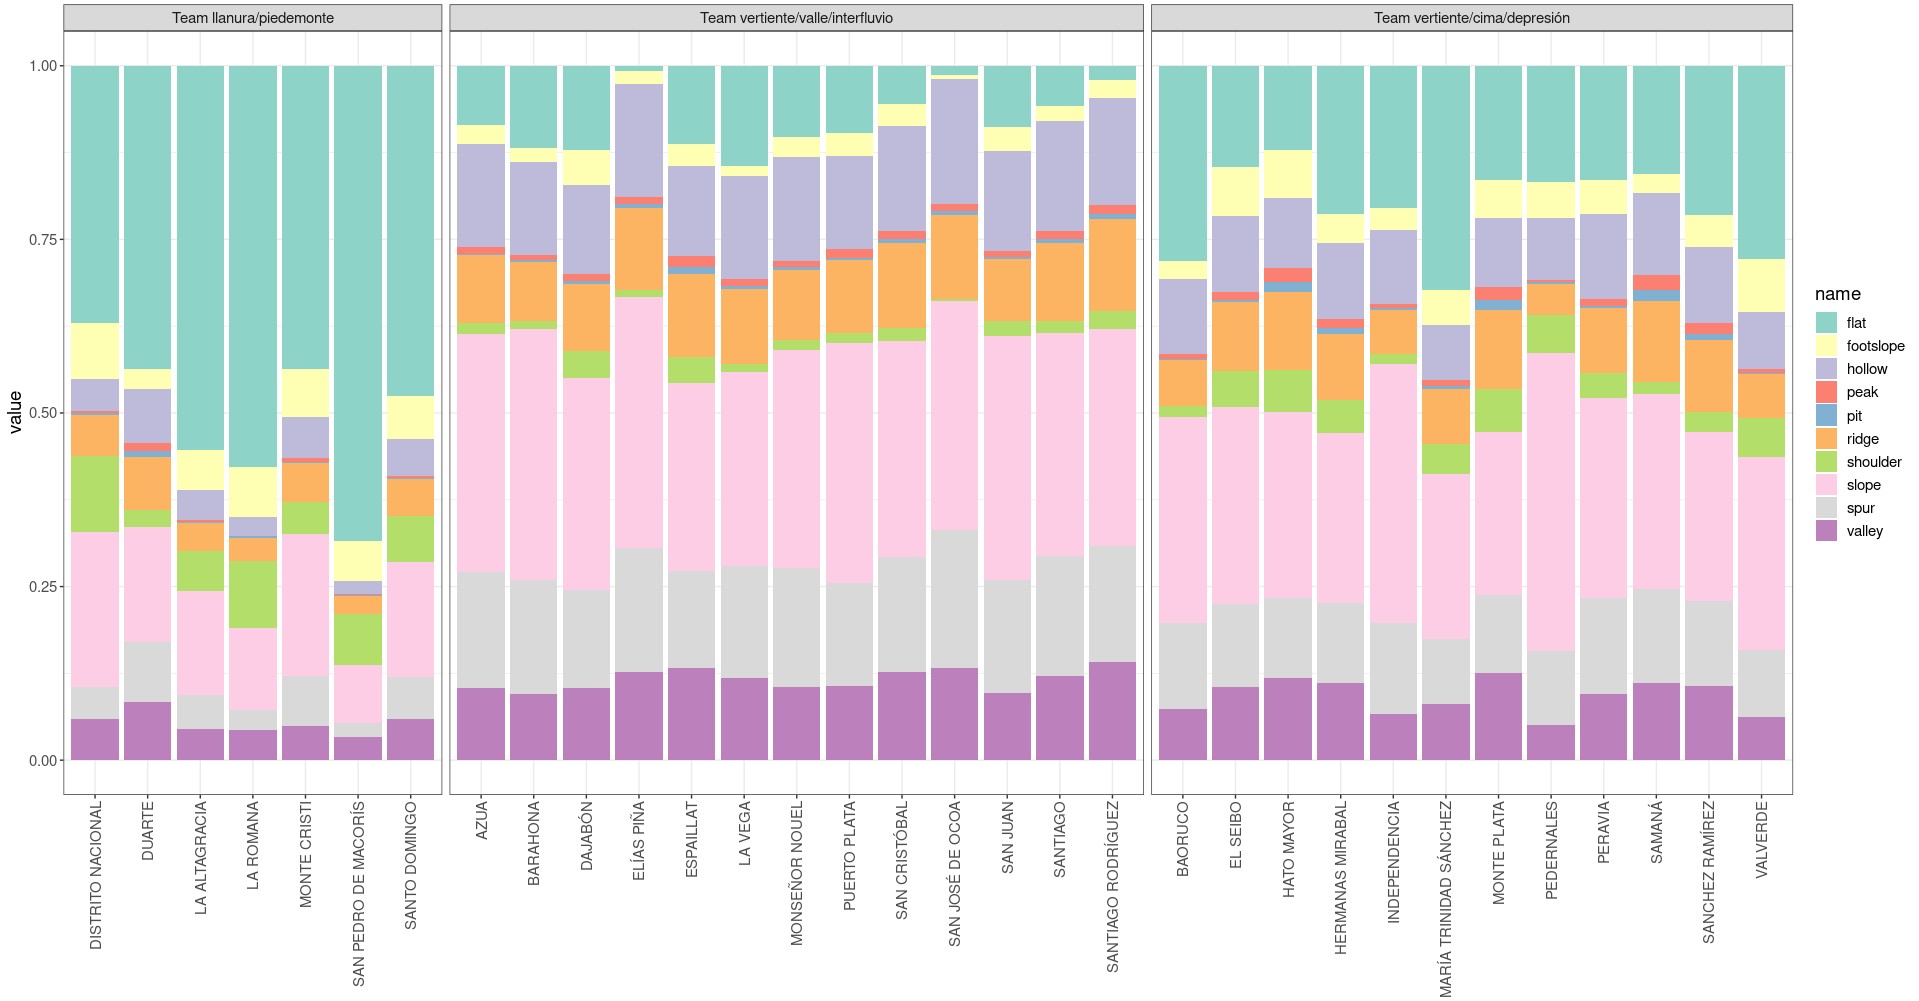 Team llanura/piedemonte
Team vertiente/valle/interfluvio
Team vertiente/cima/depresión
1.00
0.75
0.50
0.25
0.00
value
DISTRITO NACIONAL
DUARTE
LA ALTAGRACIA
LA ROMANA
MONTE CRISTI
SAN PEDRO DE MACORÍS
SANTO DOMINGO
AZUA
BARAHONA
DAJABÓN
ELÍAS PIÑA
ESPAILLAT
LA VEGA
MONSEÑOR NOUEL
PUERTO PLATA
SAN CRISTÓBAL
SAN JOSÉ DE OCOA
SAN JUAN
SANTIAGO
SANTIAGO RODRÍGUEZ
BAORUCO
EL SEIBO
HATO MAYOR
HERMANAS MIRABAL
INDEPENDENCIA
MARÍA TRINIDAD SÁNCHEZ
MONTE PLATA
PEDERNALES
PERAVIA
SAMANÁ
SANCHEZ RAMÍREZ
VALVERDE
name
flat
footslope
hollow
peak
pit
ridge
shoulder
slope
spur
valley